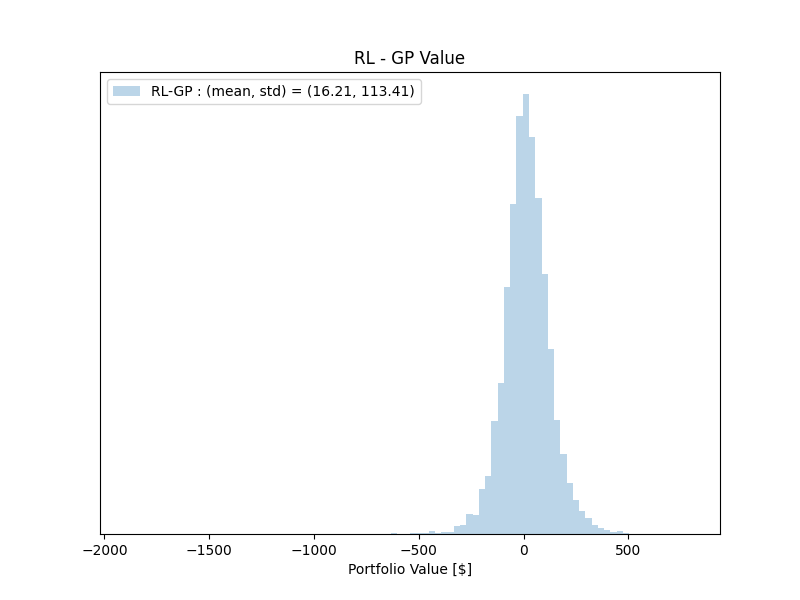 RL - GP Value
RL-GP : (mean, std) = (16.21, 113.41)
−2000 −1500 −1000 −500 0 500
Portfolio Value [$]